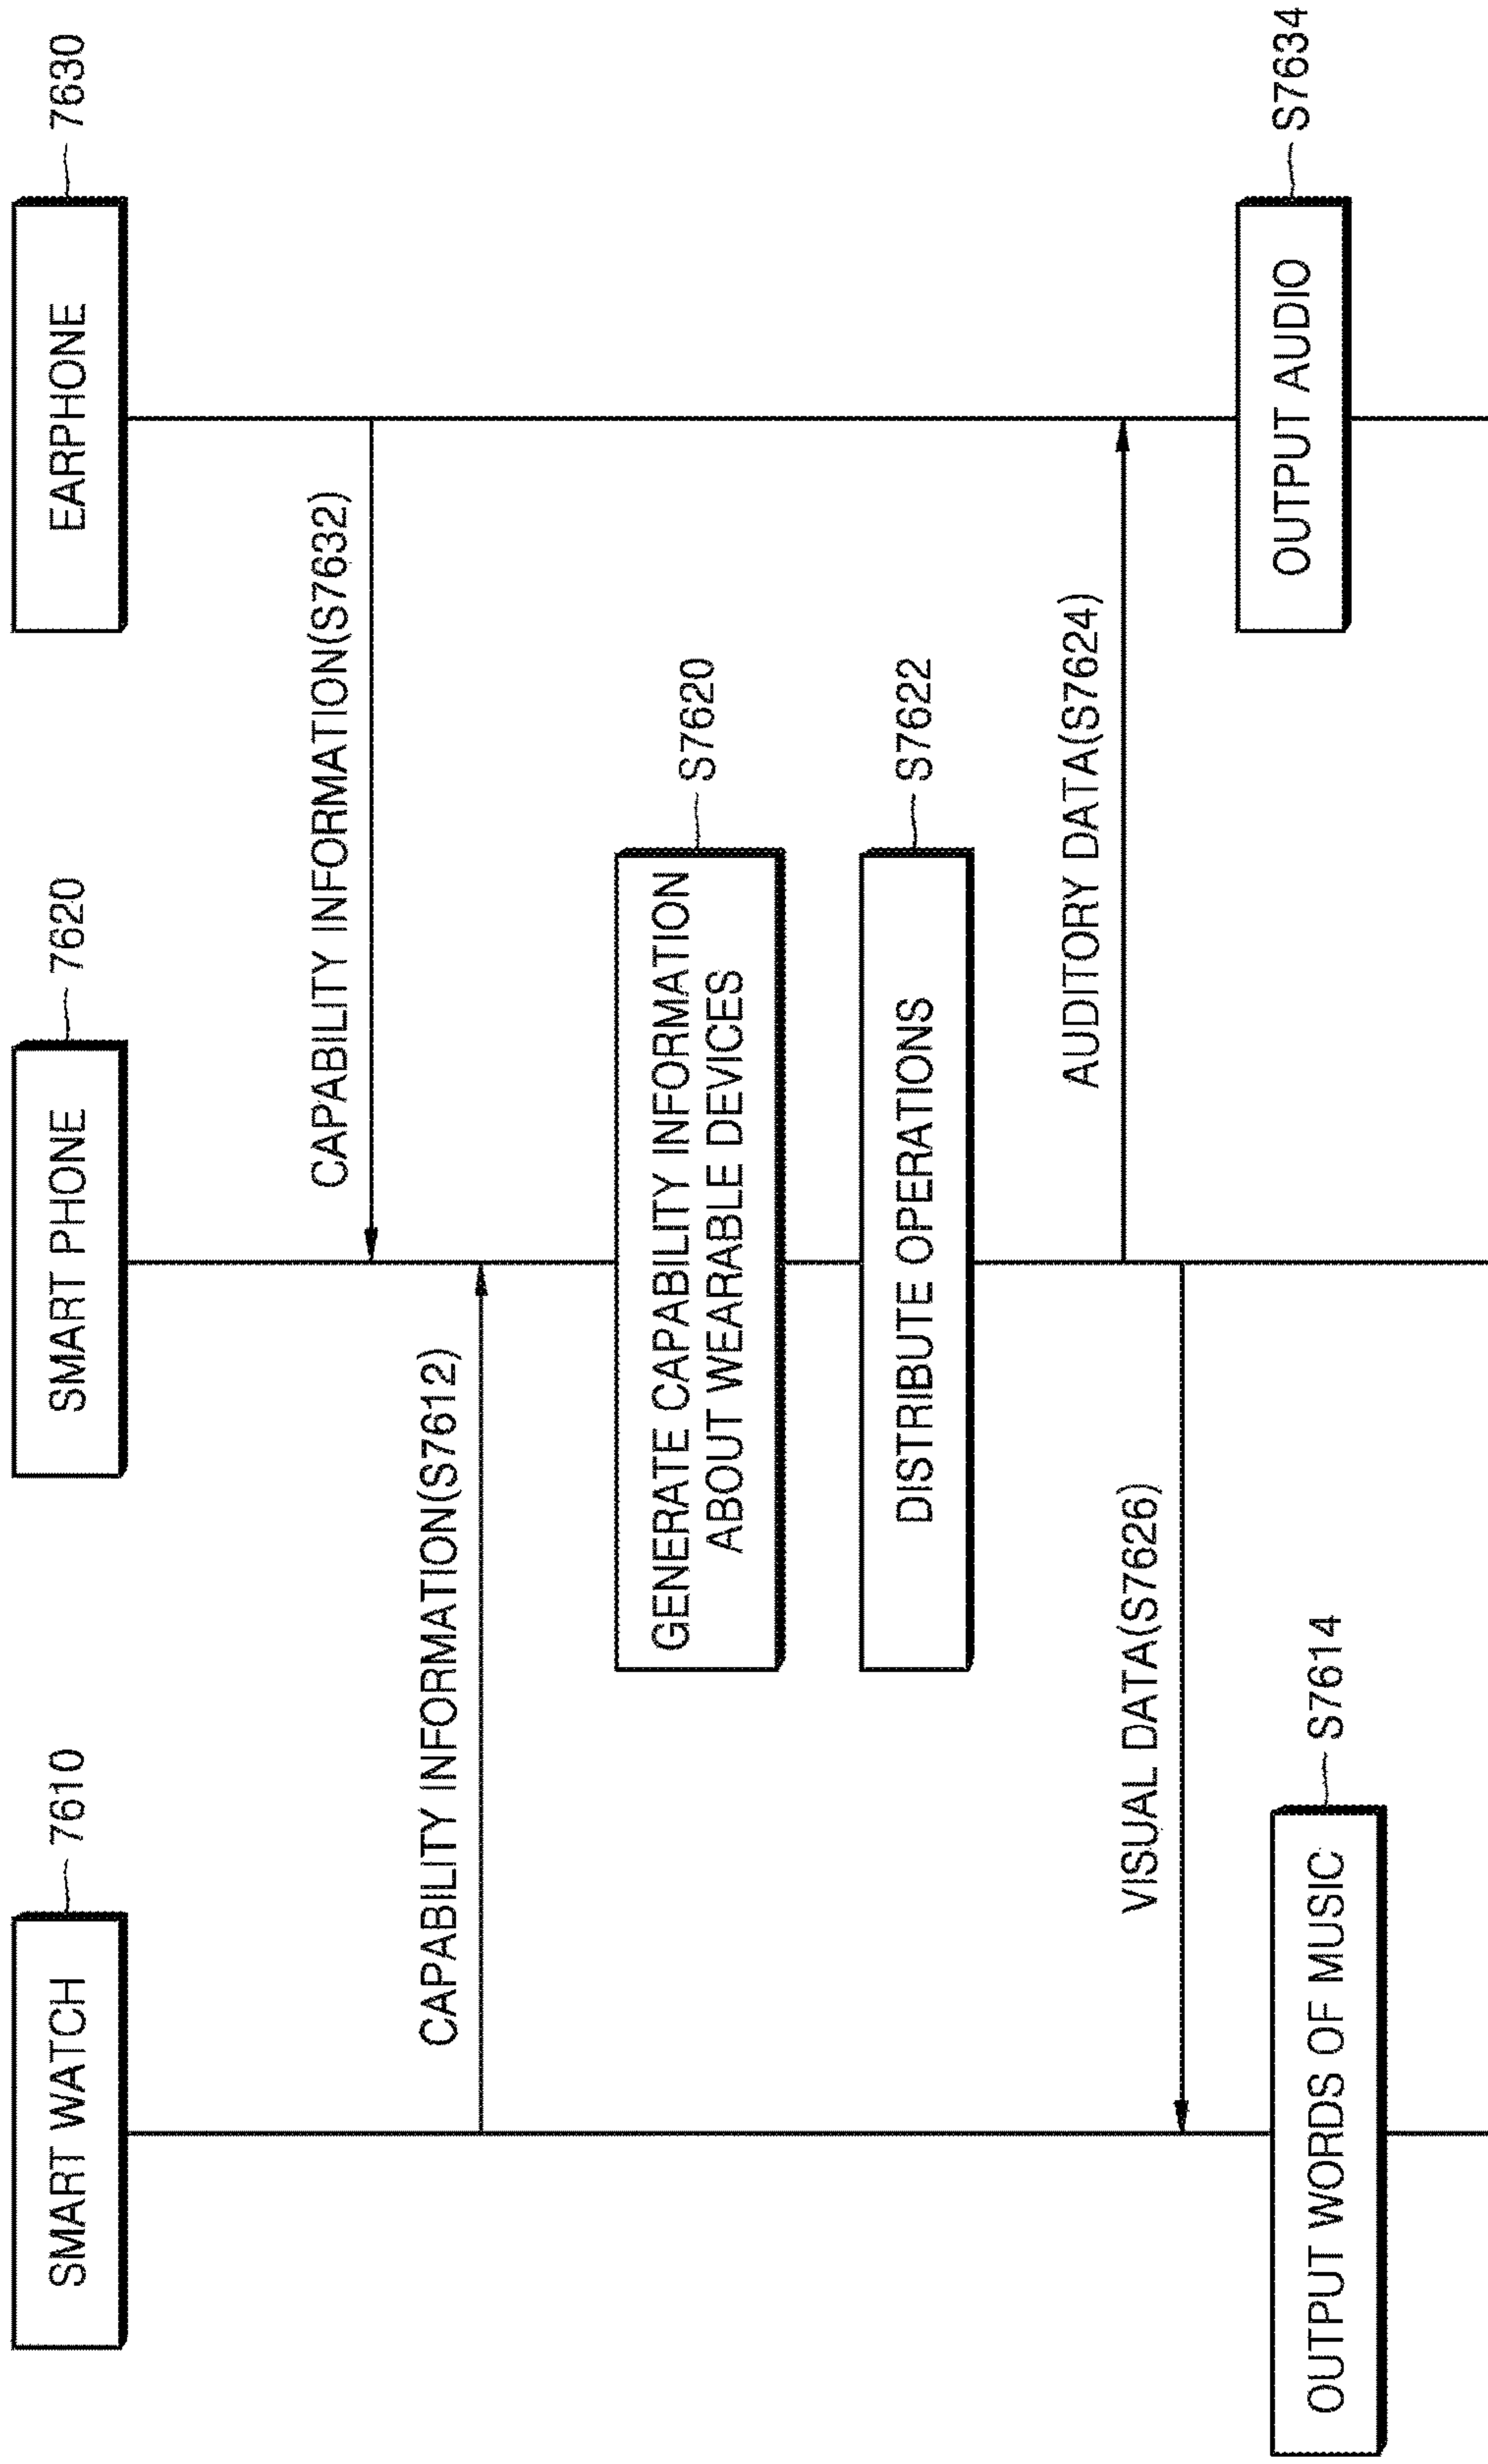 SMART WATCH
7610
SMART PHONE
7620
EARPHONE
7630
CAPABILITY INFORMATION(S7632)
CAPABILITY INFORMATION(S7612)
GENERATE CAPABILITY INFORMATION
ABOUT WEARABLE DEVICES
S7620
DISTRIBUTE OPERATIONS
S7622
AUDITORY DATA(S7624)
VISUAL DATA(S7626)
OUTPUT AUDIO
S7634
OUTPUT WORDS OF MUSIC
S7614